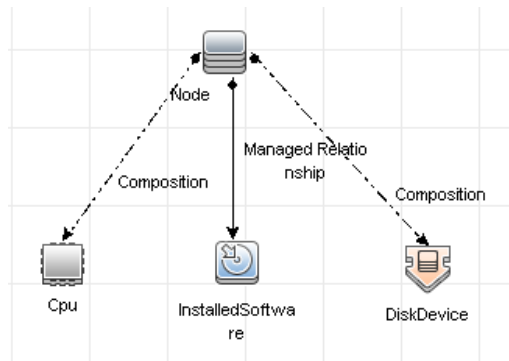 Node
Managed Relatio
nship
Composition
Composition
Cpu
InstalledSoftwa
re
DiskDevice